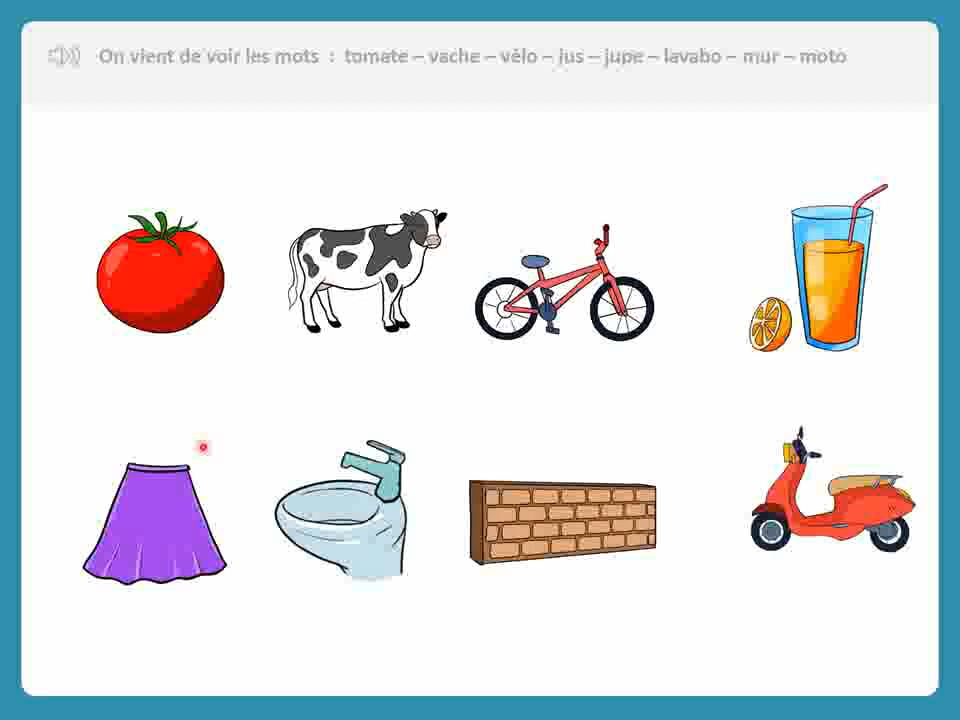 On vient de voir les mots : tomate – vache – vélo – jus – jupe – lavabo – mur – moto